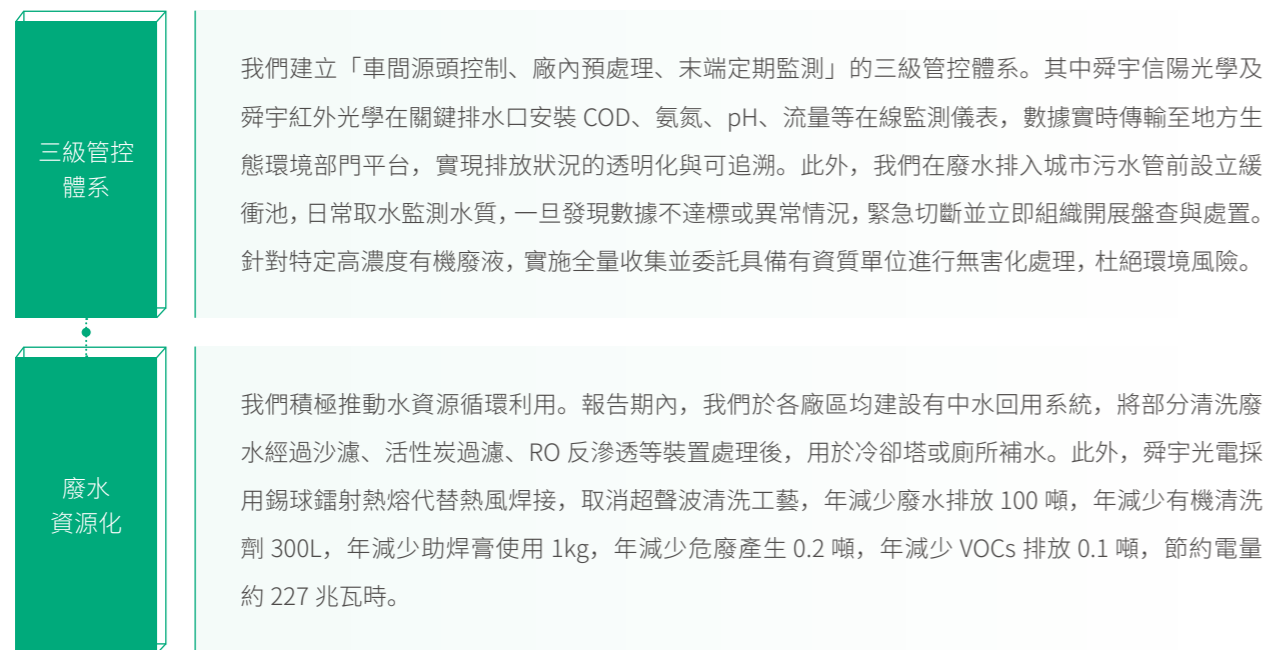 三級管控
體系
我們建立「車間源頭控制、廠內預處理、末端定期監測」的三級管控體系。其中舜宇信陽光學及
舜宇紅外光學在關鍵排水口安裝 COD、氨氮、pH、流量等在線監測儀表，數據實時傳輸至地方生
態環境部門平台，實現排放狀況的透明化與可追溯。此外，我們在廢水排入城市污水管前設立緩
衝池，日常取水監測水質，一旦發現數據不達標或異常情況，緊急切斷並立即組織開展盤查與處置。
針對特定高濃度有機廢液，實施全量收集並委託具備有資質單位進行無害化處理，杜絕環境風險。
廢水
資源化
我們積極推動水資源循環利用。報告期內，我們於各廠區均建設有中水回用系統，將部分清洗廢
水經過沙濾、活性炭過濾、RO 反滲透等裝置處理後，用於冷卻塔或廁所補水。此外，舜宇光電採
用錫球鐳射熱熔代替熱風焊接，取消超聲波清洗工藝，年減少廢水排放 100 噸，年減少有機清洗
劑 300L，年減少助焊膏使用 1kg，年減少危廢產生 0.2 噸，年減少 VOCs 排放 0.1 噸，節約電量
約 227 兆瓦時。